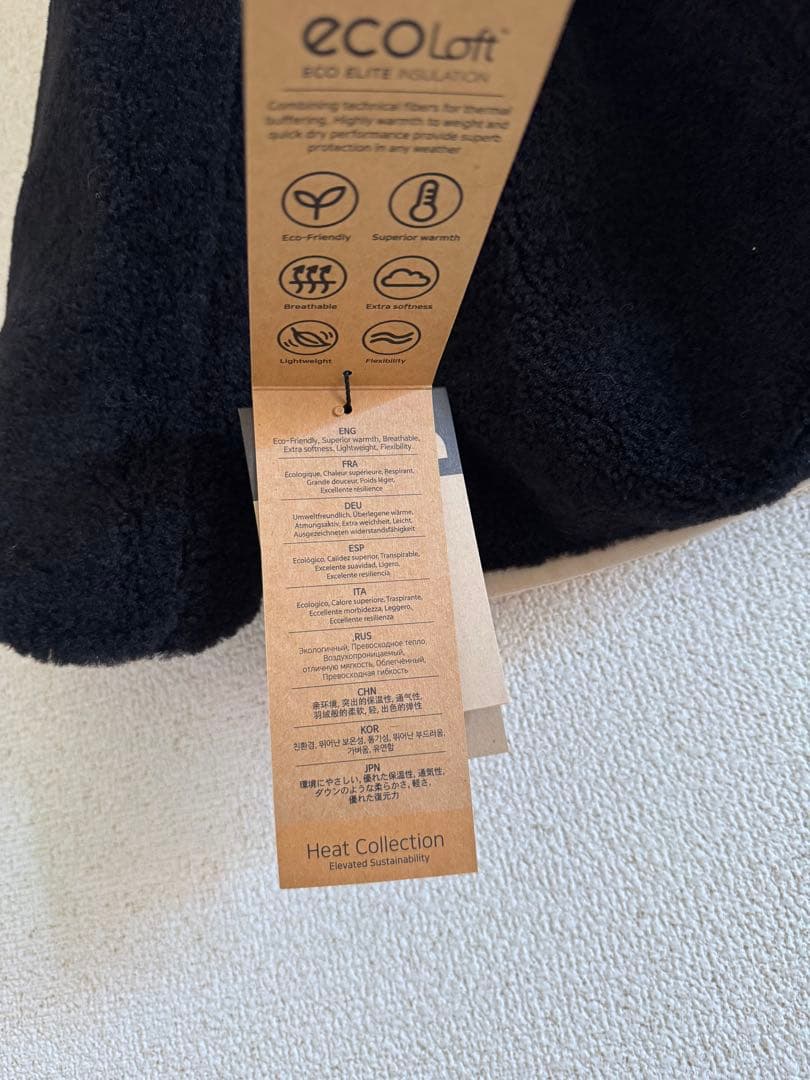 ecoLoft™
ECO ELITE INSULATION
Combining technical fibers for thermal
buffering. Highly warmth to weight and
quick dry performance provide superb
protection in any weather
Eco-Friendly
Superior warmth
Breathable
Extra softness
Lightweight
Flexibility
ENG
Eco-Friendly, Superior warmth, Breathable,
Extra softness, Lightweight, Flexibility
FRA
Écologique, Chaleur supérieure, Respirant,
Grande douceur, Poids léger,
Excellente résilience
DEU
Umweltfreundlich, Überlegene wärme,
Atmungsaktiv, Extra weichheit, Leicht,
Ausgezeichneten widerstandsfähigkeit
ESP
Ecológico, Calidez superior, Transpirable,
Excelente suavidad, Ligero,
Excelente resiliencia
ITA
Ecologico, Calore superiore, Traspirante,
Eccellente morbidezza, Leggero,
Eccellente resilienza
RUS
Экологичный, Превосходное тепло,
Воздухопроницаемый,
отличную мягкость, Облегчённый,
Превосходная гибкость
CHN
亲环境, 突出的保温性, 通气性,
羽绒般的柔软, 轻, 出色的弹性
KOR
친환경, 뛰어난 보온성, 통기성, 뛰어난 부드러움,
가벼움, 유연함
JPN
環境にやさしい, 優れた保温性, 通気性,
ダウンのような柔らかさ, 軽さ,
優れた復元力
Heat Collection
Elevated Sustainability